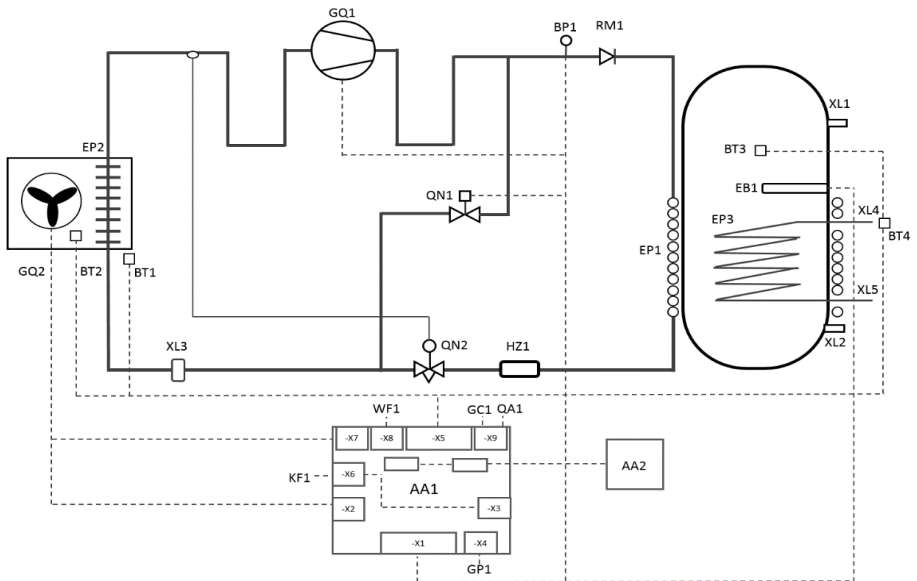 GQ1
BP1
RM1
XL1
EP2
BT3
QN1
EB1
EP3
XL4
BT4
EP1
GQ2
BT2
BT1
XL5
XL3
QN2
HZ1
XL2
WF1
GC1
QA1
-X7
-X8
-X5
-X9
KF1
-X6
AA1
AA2
-X2
-X3
-X1
-X4
GP1